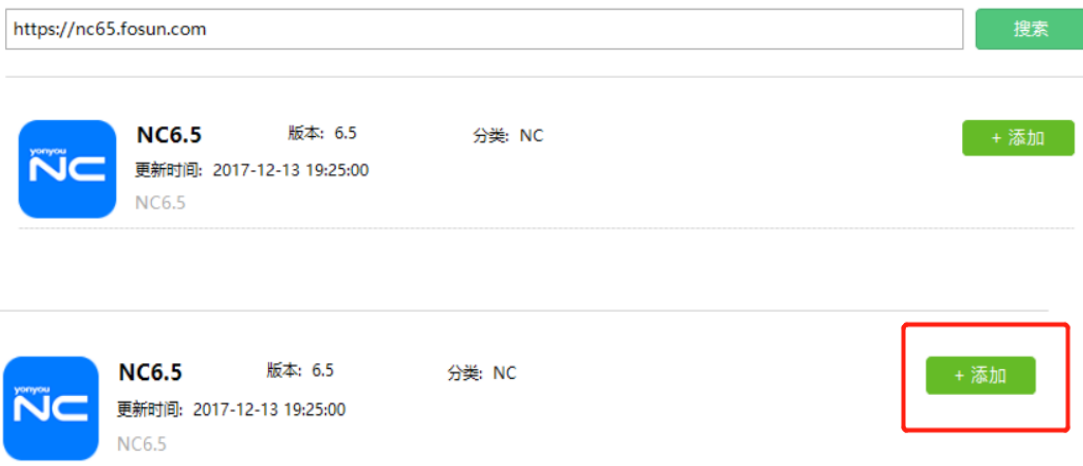 https://nc65.fosun.com 搜索
NC6.5 版本: 6.5 分类: NC + 添加
yonyou
NC
更新时间: 2017-12-13 19:25:00
NC6.5
NC6.5 版本: 6.5 分类: NC + 添加
yonyou
NC
更新时间: 2017-12-13 19:25:00
NC6.5